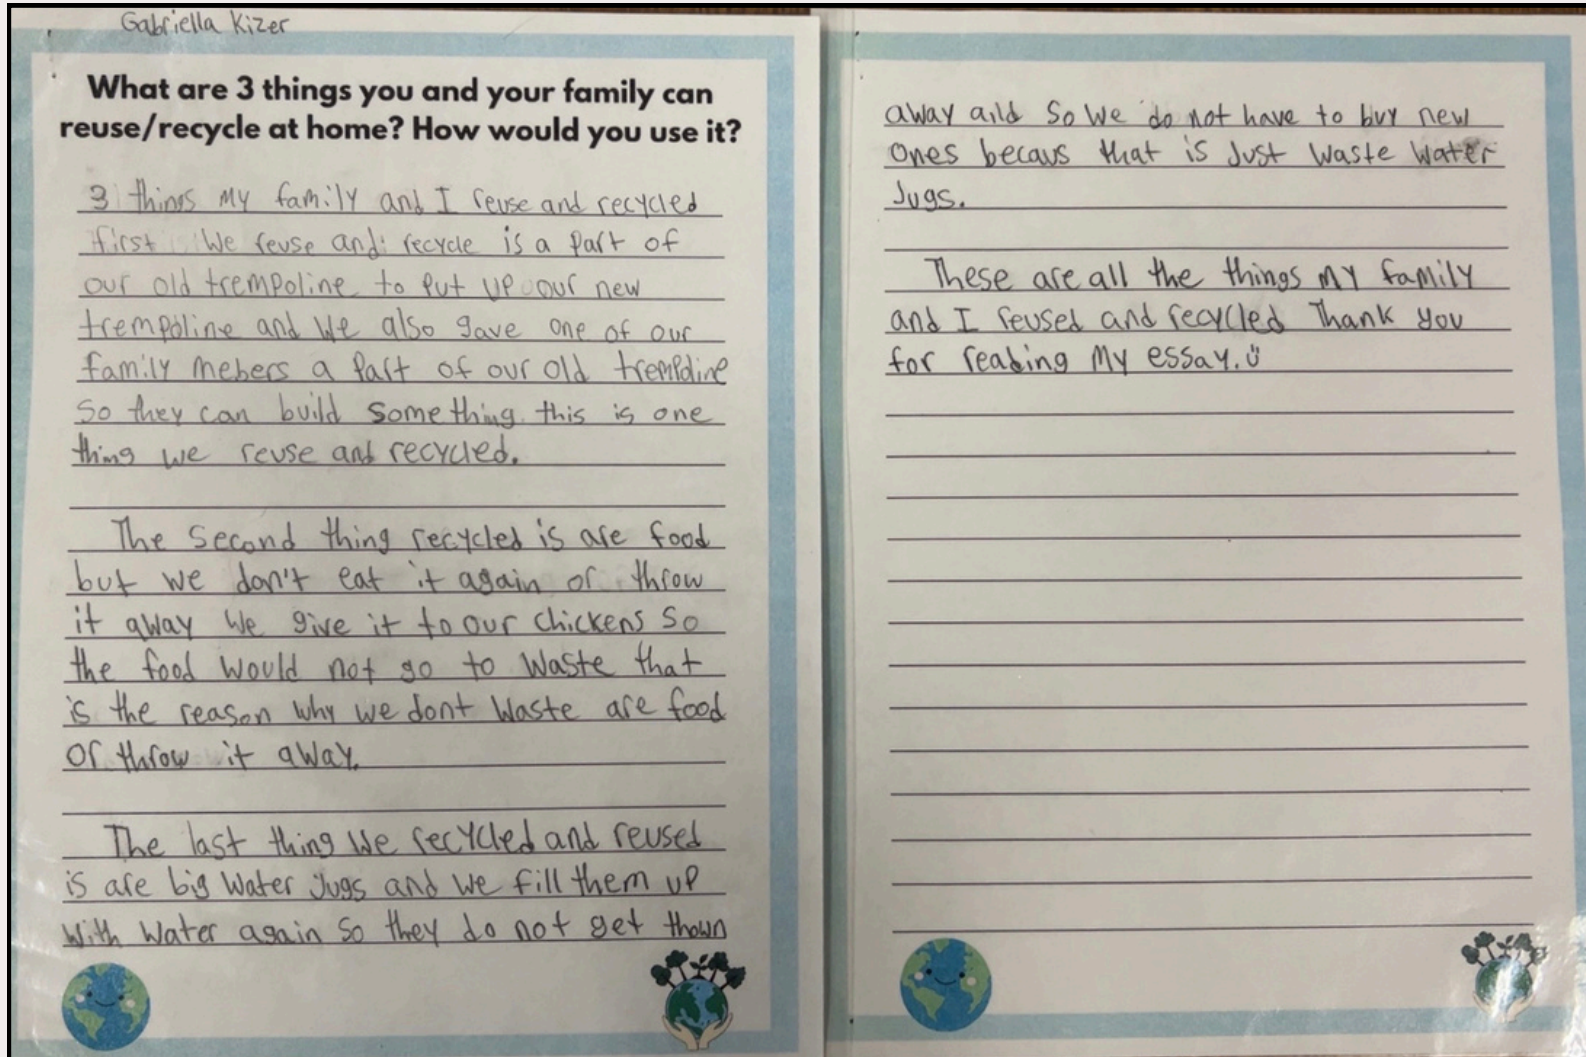 Gabriella Kizer
What are 3 things you and your family can
reuse/recycle at home? How would you use it?
3 things my family and I reuse and recycled
first We reuse and recycle is a part of
our old trempoline to put up our new
trempoline and we also gave one of our
family mebers a part of our old trempoline
so they can build something this is one
thing we reuse and recycled.
The second thing recycled is are food
but we don't eat it again or throw
it away we give it to our chickens so
the food would not go to waste that
is the reason why we dont waste are food
or throw it away.
The last thing we recycled and reused
is are big water jugs and we fill them up
with water again so they do not get thown
away aild so we do not have to buy new
ones becaus that is just waste water
jugs.
These are all the things my family
and I reused and recycled Thank you
for reading my essay.ü